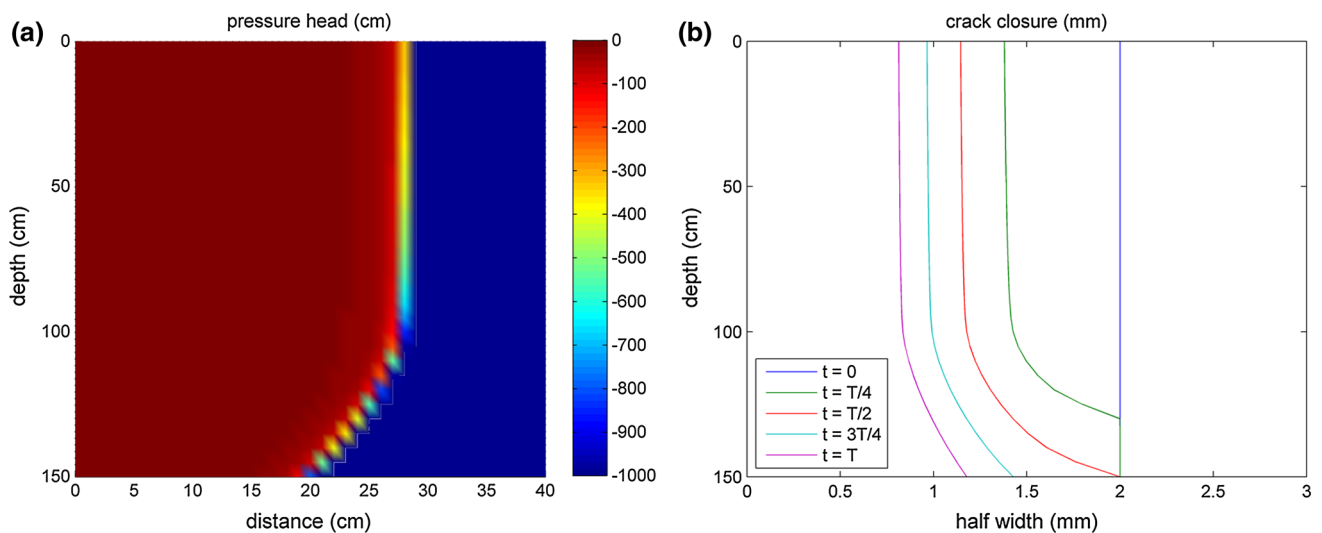 (a)
pressure head (cm)
0
50
100
150
depth (cm)
0
5
10
15
20
25
30
35
40
distance (cm)
0
-100
-200
-300
-400
-500
-600
-700
-800
-900
-1000
(b)
crack closure (mm)
0
50
100
150
depth (cm)
t = 0
t = T/4
t = T/2
t = 3T/4
t = T
0
0.5
1
1.5
2
2.5
3
half width (mm)